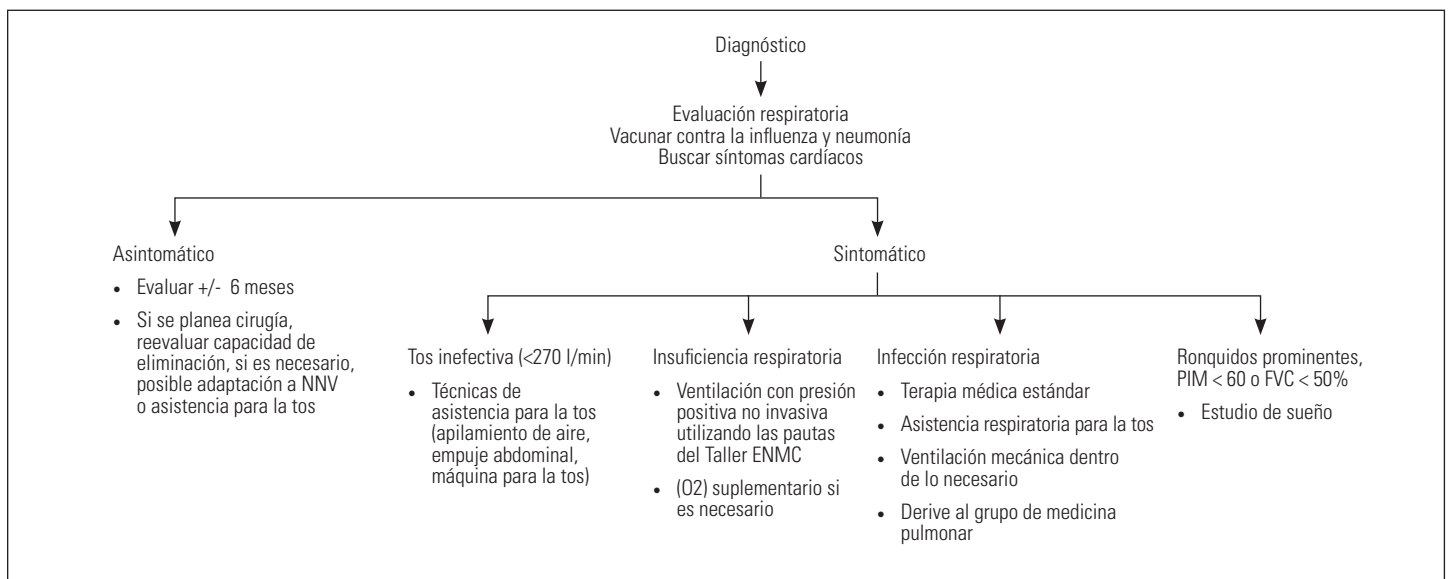 Diagnóstico
Evaluación respiratoria
Vacunar contra la influenza y neumonía
Buscar síntomas cardíacos
Asintomático
• Evaluar +/- 6 meses
• Si se planea cirugía,
reevaluar capacidad de
eliminación, si es necesario,
posible adaptación a NNV
o asistencia para la tos
Sintomático
Tos inefectiva (<270 l/min)
• Técnicas de
asistencia para la tos
(apilamiento de aire,
empuje abdominal,
máquina para la tos)
Insuficiencia respiratoria
• Ventilación con presión
positiva no invasiva
utilizando las pautas
del Taller ENMC
• (O2) suplementario si
es necesario
Infección respiratoria
• Terapia médica estándar
• Asistencia respiratoria para la tos
• Ventilación mecánica dentro
de lo necesario
• Derive al grupo de medicina
pulmonar
Ronquidos prominentes,
PIM < 60 o FVC < 50%
• Estudio de sueño